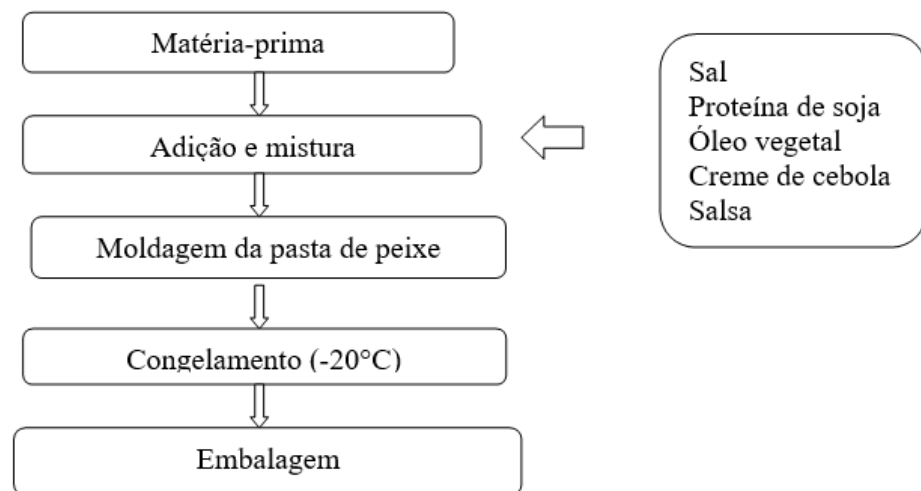 Matéria-prima
Adição e mistura
Sal
Proteína de soja
Óleo vegetal
Creme de cebola
Salsa
Moldagem da pasta de peixe
Congelamento (-20°C)
Embalagem